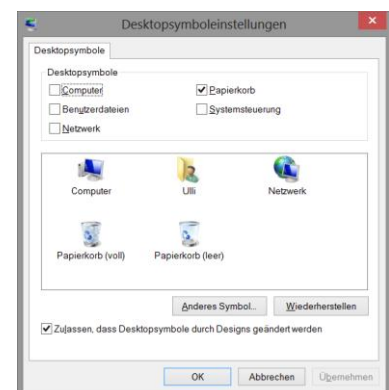 Desktopsymboleinstellungen
Desktopsymbole
Desktopsymbole
Computer Papierkorb
Benutzerdateien Systemsteuerung
Netzwerk
Computer Ulli Netzwerk
Papierkorb (voll) Papierkorb (leer)
Anderes Symbol... Wiederherstellen
Zulassen, dass Desktopsymbole durch Designs geändert werden
OK Abbrechen Übernehmen